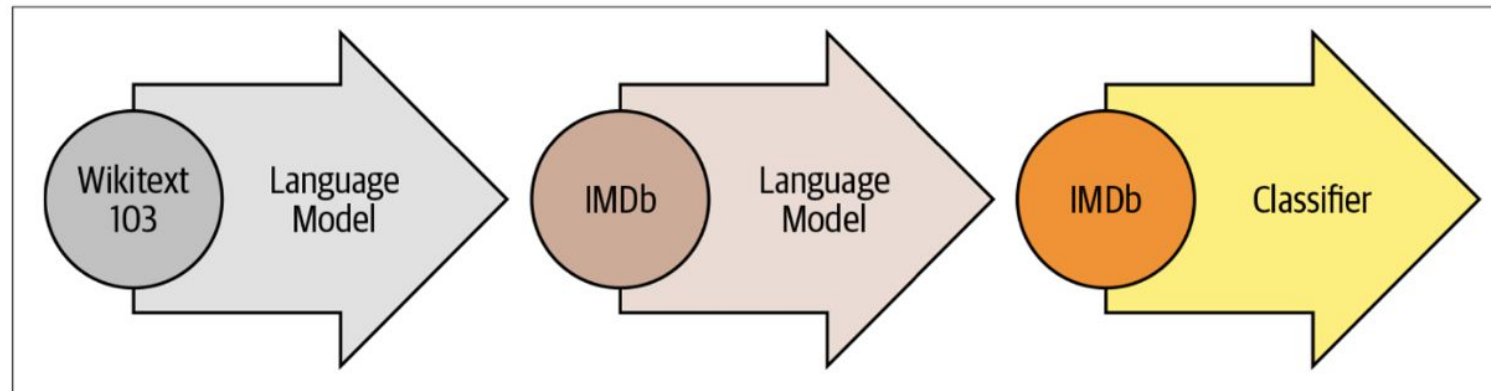 Wikitext
103
Language
Model
IMDb
Language
Model
IMDb
Classifier